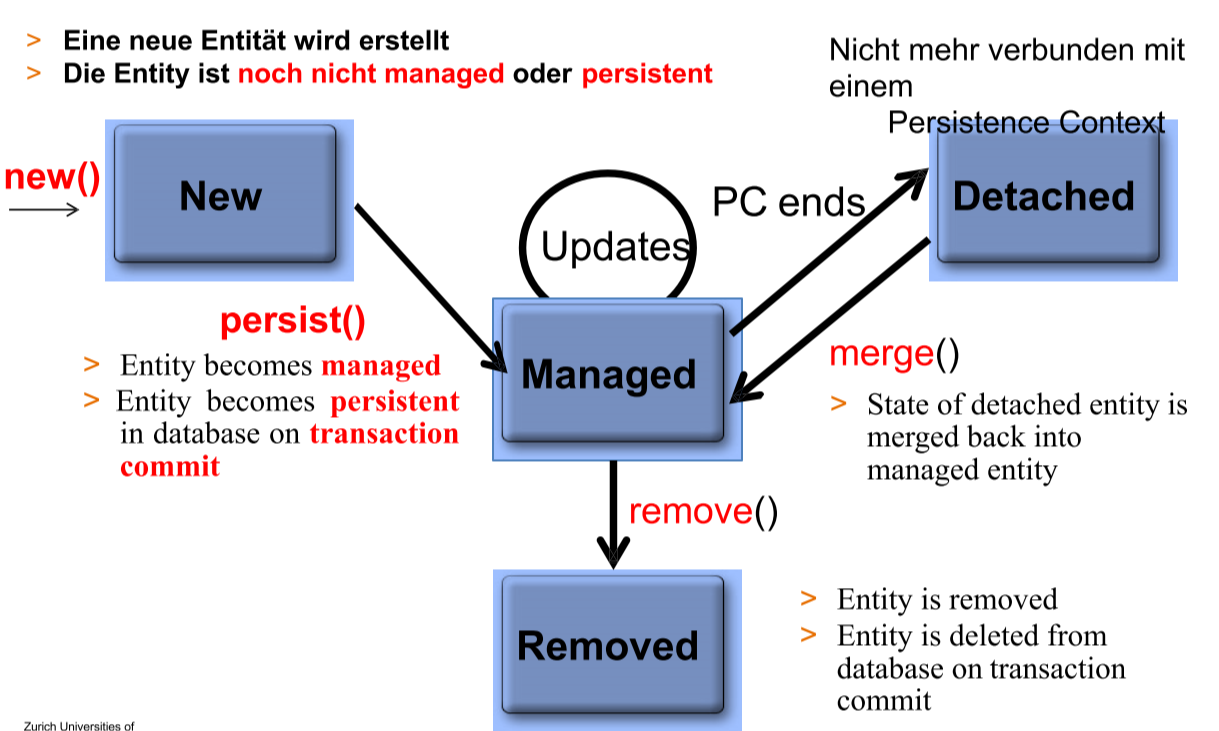 > Eine neue Entität wird erstellt
> Die Entity ist noch nicht managed oder persistent
Nicht mehr verbunden mit
einem
Persistence Context
new()
New
Updates
PC ends
Detached
persist()
> Entity becomes managed
> Entity becomes persistent
in database on transaction
commit
Managed
merge()
> State of detached entity is
merged back into
managed entity
remove()
Removed
> Entity is removed
> Entity is deleted from
database on transaction
commit
Zurich Universities of